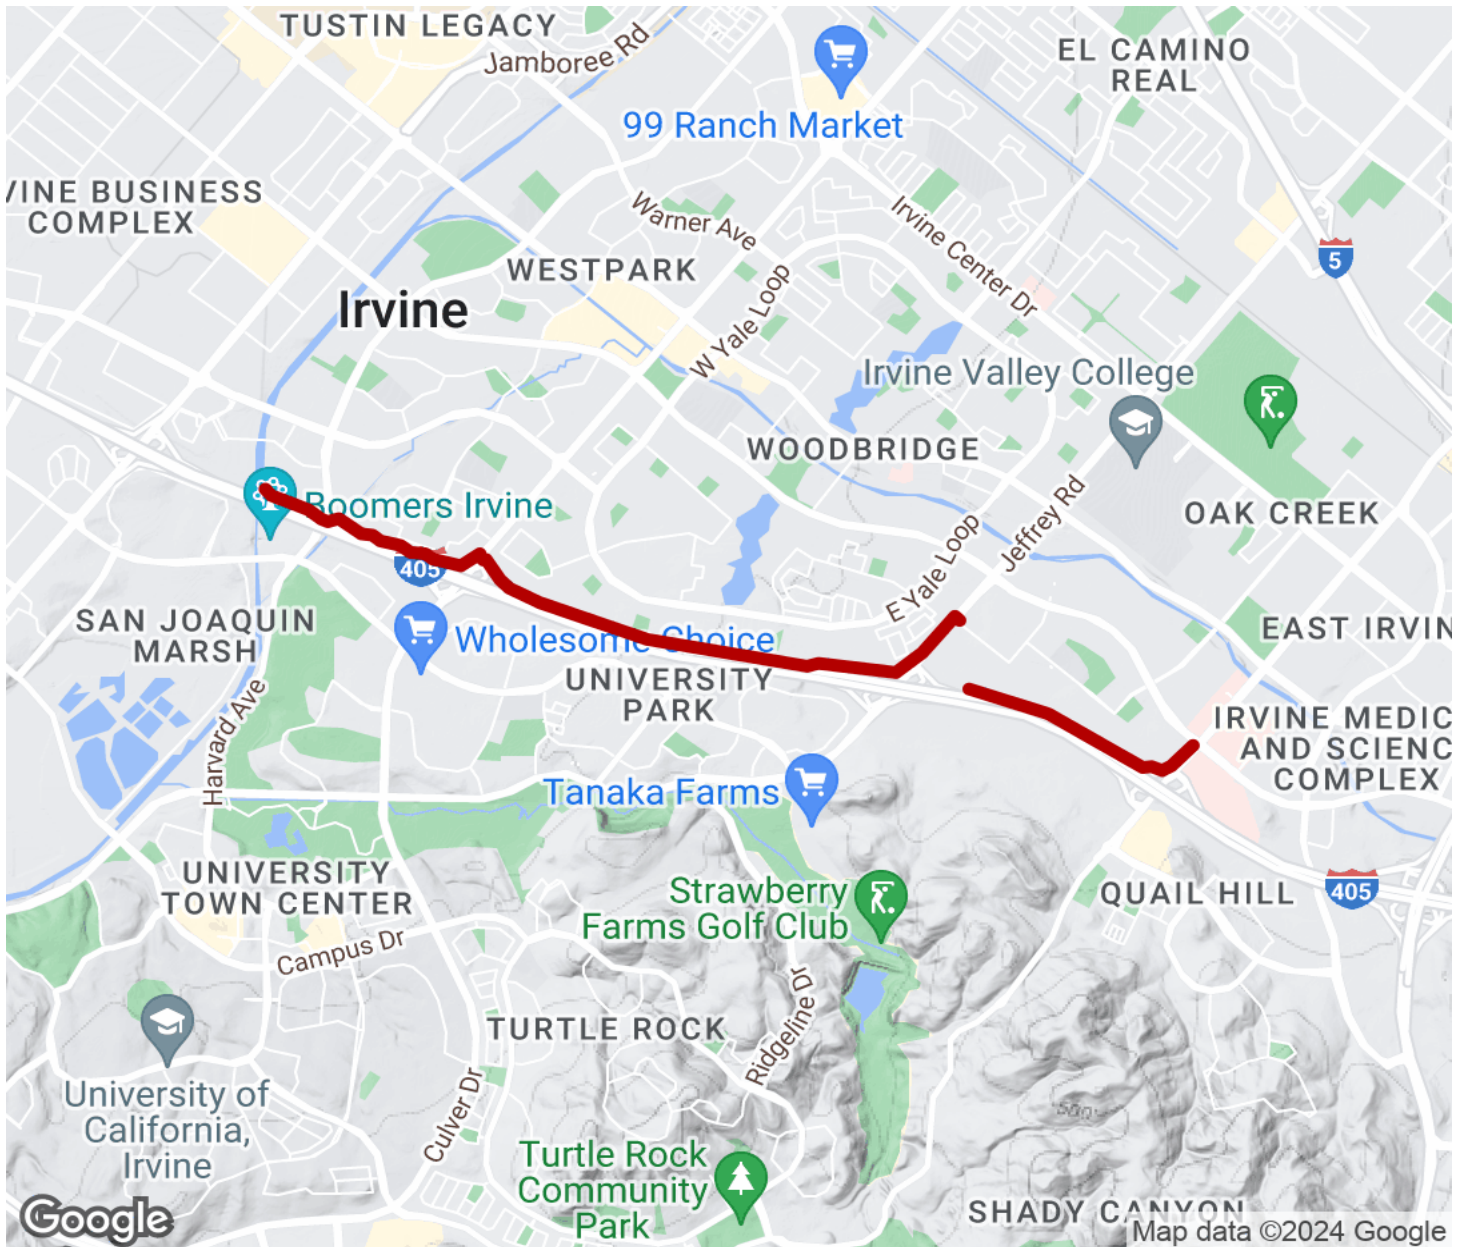 TUSTIN LEGACY
Jamboree Rd
EL CAMINO
REAL
99 Ranch Market
VINE BUSINESS
COMPLEX
Warner Ave
Irvine Center Dr
5
WESTPARK
Irvine
W Yale Loop
Irvine Valley College
WOODBRIDGE
Boomers Irvine
Jeffrey Rd
OAK CREEK
405
E Yale Loop
SAN JOAQUIN
MARSH
Wholesome Choice
EAST IRVIN
UNIVERSITY
PARK
Harvard Ave
IRVINE MEDIC
AND SCIENC
COMPLEX
Tanaka Farms
UNIVERSITY
TOWN CENTER
Strawberry
Farms Golf Club
QUAIL HILL
405
Campus Dr
TURTLE ROCK
Ridgeline Dr
University of
California,
Irvine
Culver Dr
Turtle Rock
Community
Park
SHADY CANYON
Google
Map data ©2024 Google